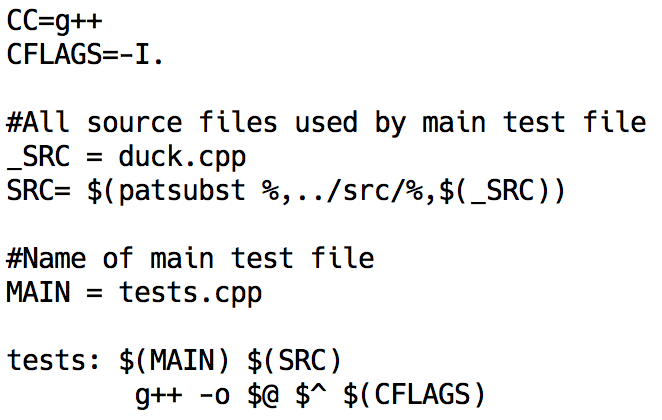 CC=g++
CFLAGS=-I.
#All source files used by main test file
_SRC = duck.cpp
SRC= $(patsubst %,../src/%,$(_SRC))
#Name of main test file
MAIN = tests.cpp
tests: $(MAIN) $(SRC)
        g++ -o $@ $^ $(CFLAGS)